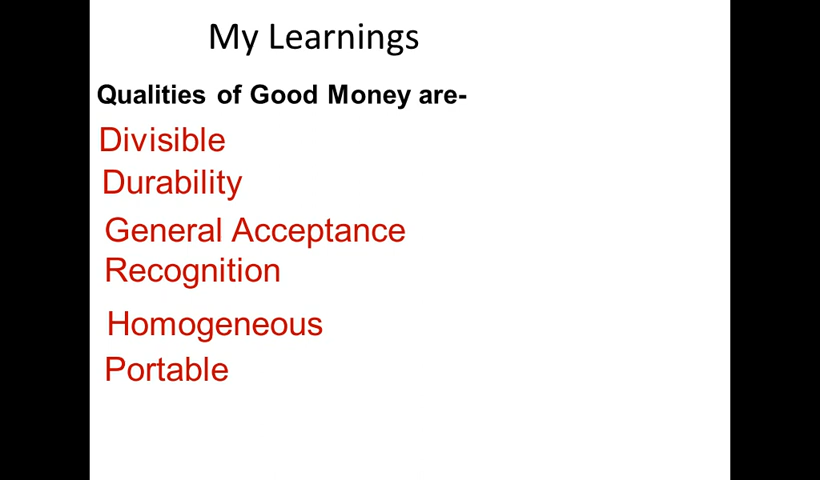 My Learnings
Qualities of Good Money are-
Divisible
Durability
General Acceptance
Recognition
Homogeneous
Portable